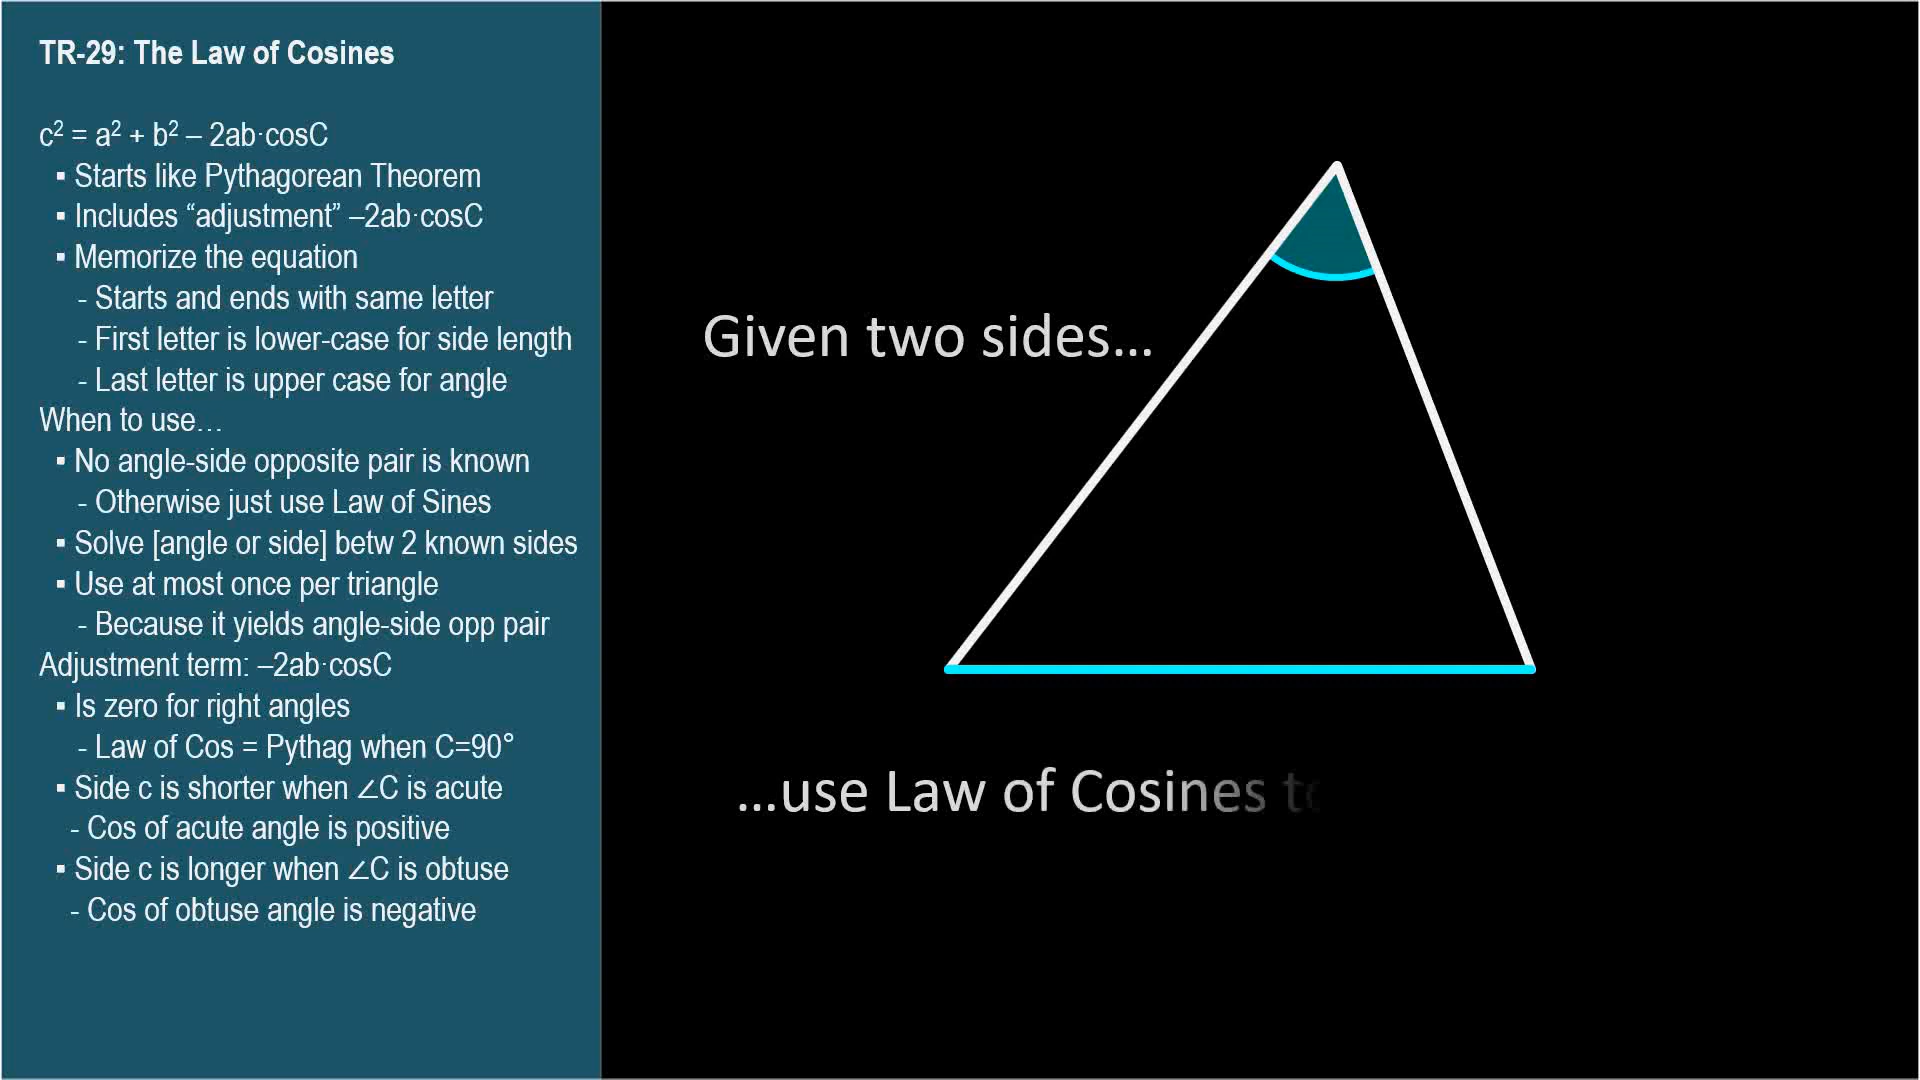 TR-29: The Law of Cosines
c² = a² + b² – 2ab·cosC
▪ Starts like Pythagorean Theorem
▪ Includes “adjustment” –2ab·cosC
▪ Memorize the equation
- Starts and ends with same letter
- First letter is lower-case for side length
- Last letter is upper case for angle
When to use…
▪ No angle-side opposite pair is known
- Otherwise just use Law of Sines
▪ Solve [angle or side] betw 2 known sides
▪ Use at most once per triangle
- Because it yields angle-side opp pair
Adjustment term: –2ab·cosC
▪ Is zero for right angles
- Law of Cos = Pythag when C=90°
▪ Side c is shorter when ∠C is acute
- Cos of acute angle is positive
▪ Side c is longer when ∠C is obtuse
- Cos of obtuse angle is negative
Given two sides…
…use Law of Cosines to